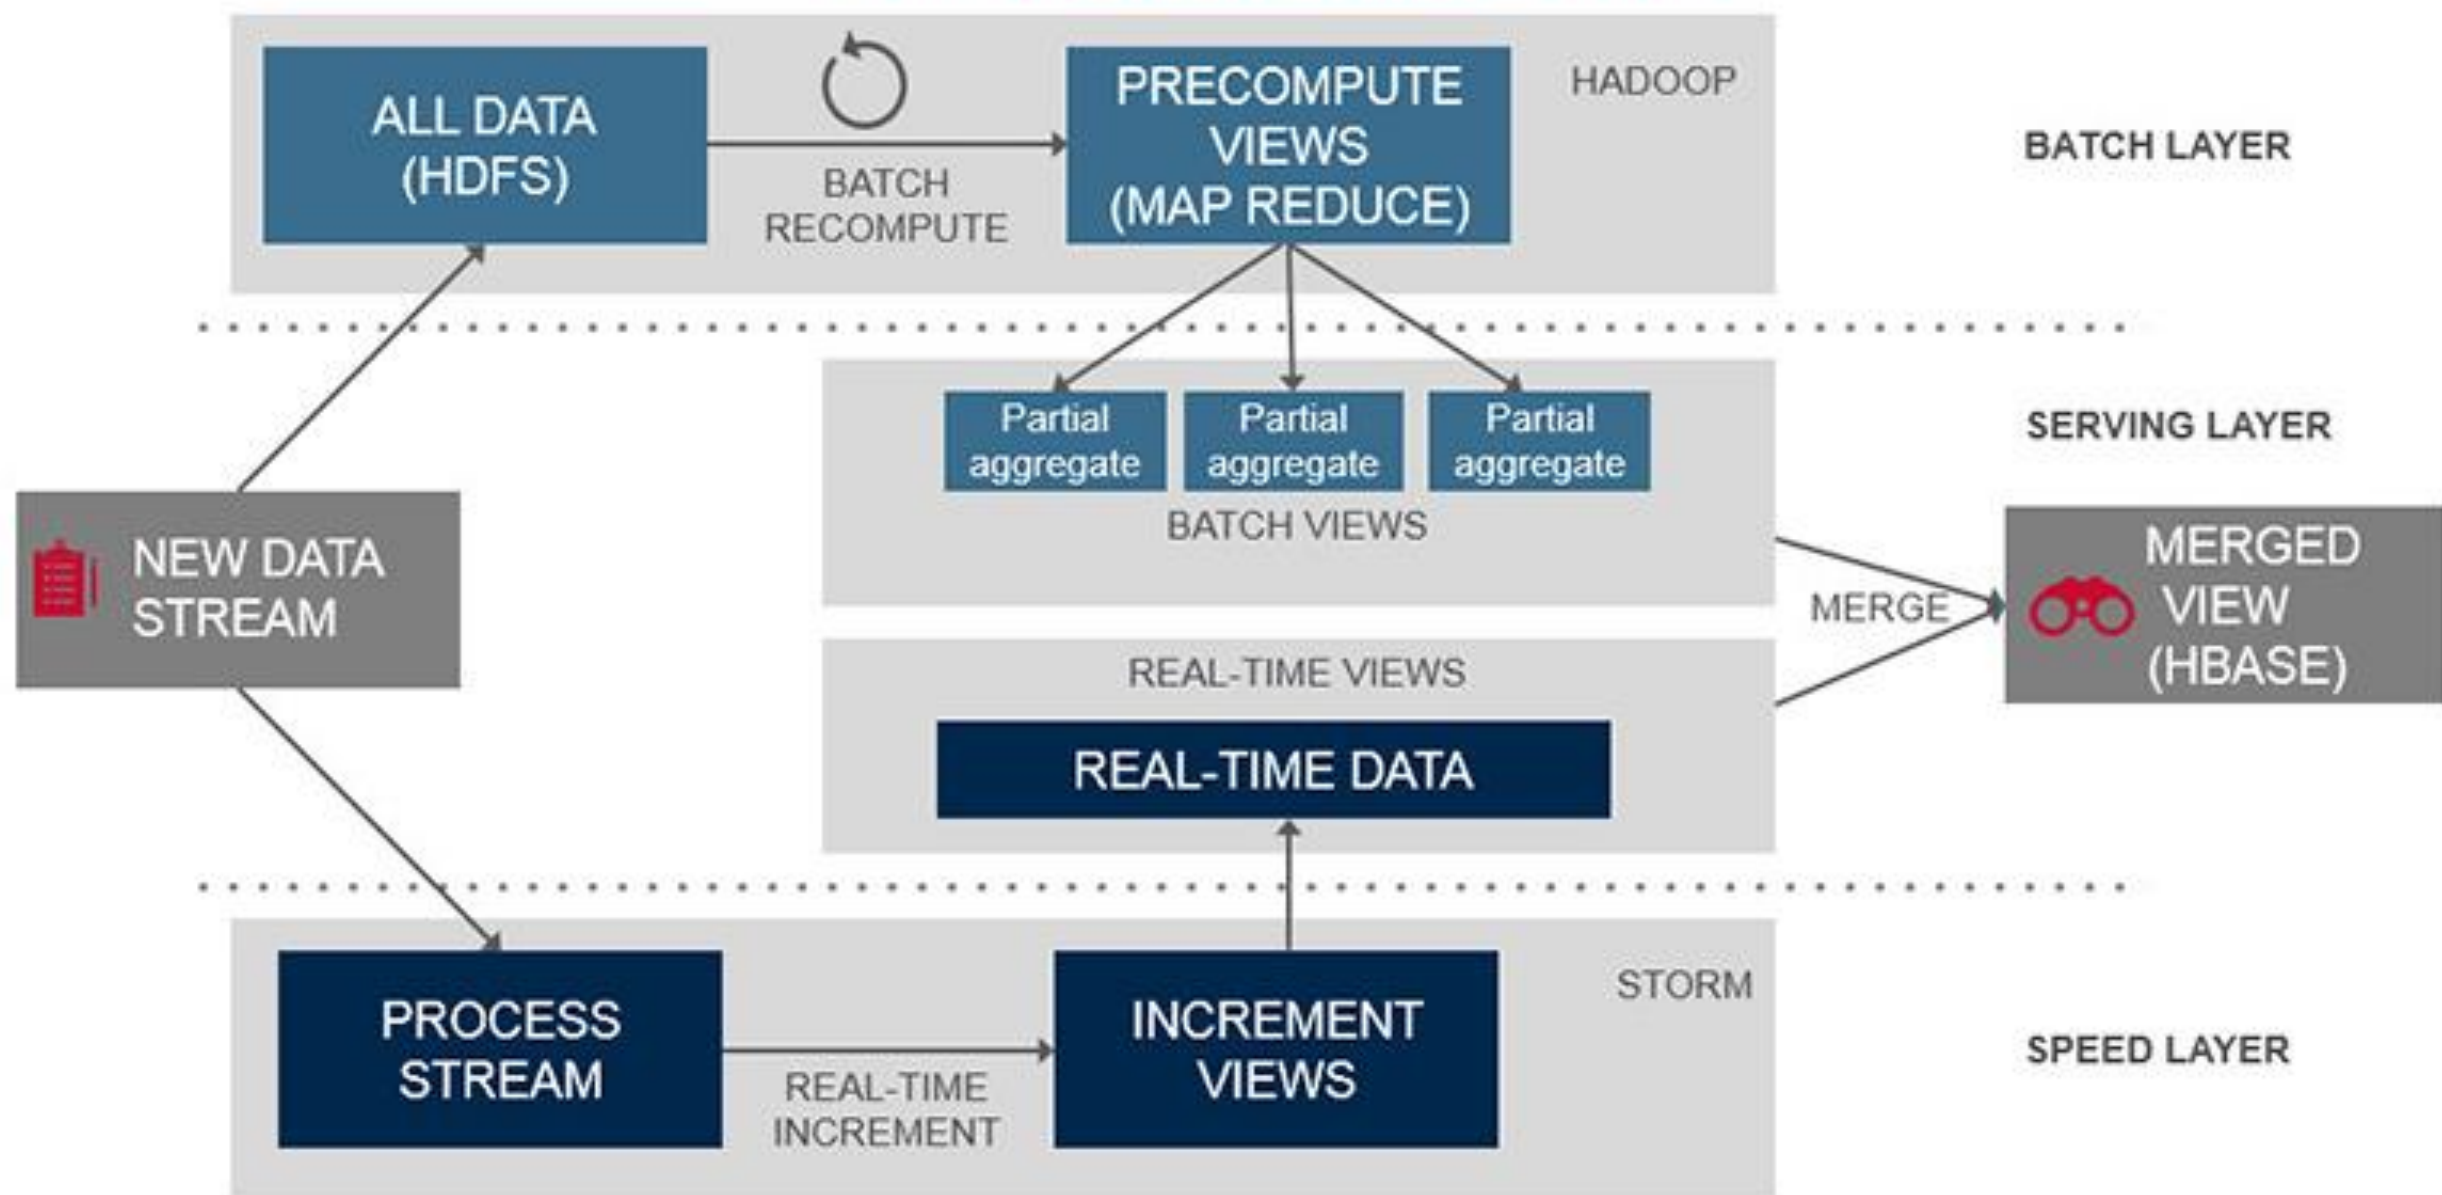 ALL DATA
(HDFS)
BATCH
RECOMPUTE
PRECOMPUTE
VIEWS
(MAP REDUCE)
HADOOP
BATCH LAYER
Partial
aggregate
Partial
aggregate
Partial
aggregate
BATCH VIEWS
SERVING LAYER
NEW DATA
STREAM
MERGE
MERGED
VIEW
(HBASE)
REAL-TIME VIEWS
REAL-TIME DATA
PROCESS
STREAM
REAL-TIME
INCREMENT
INCREMENT
VIEWS
STORM
SPEED LAYER